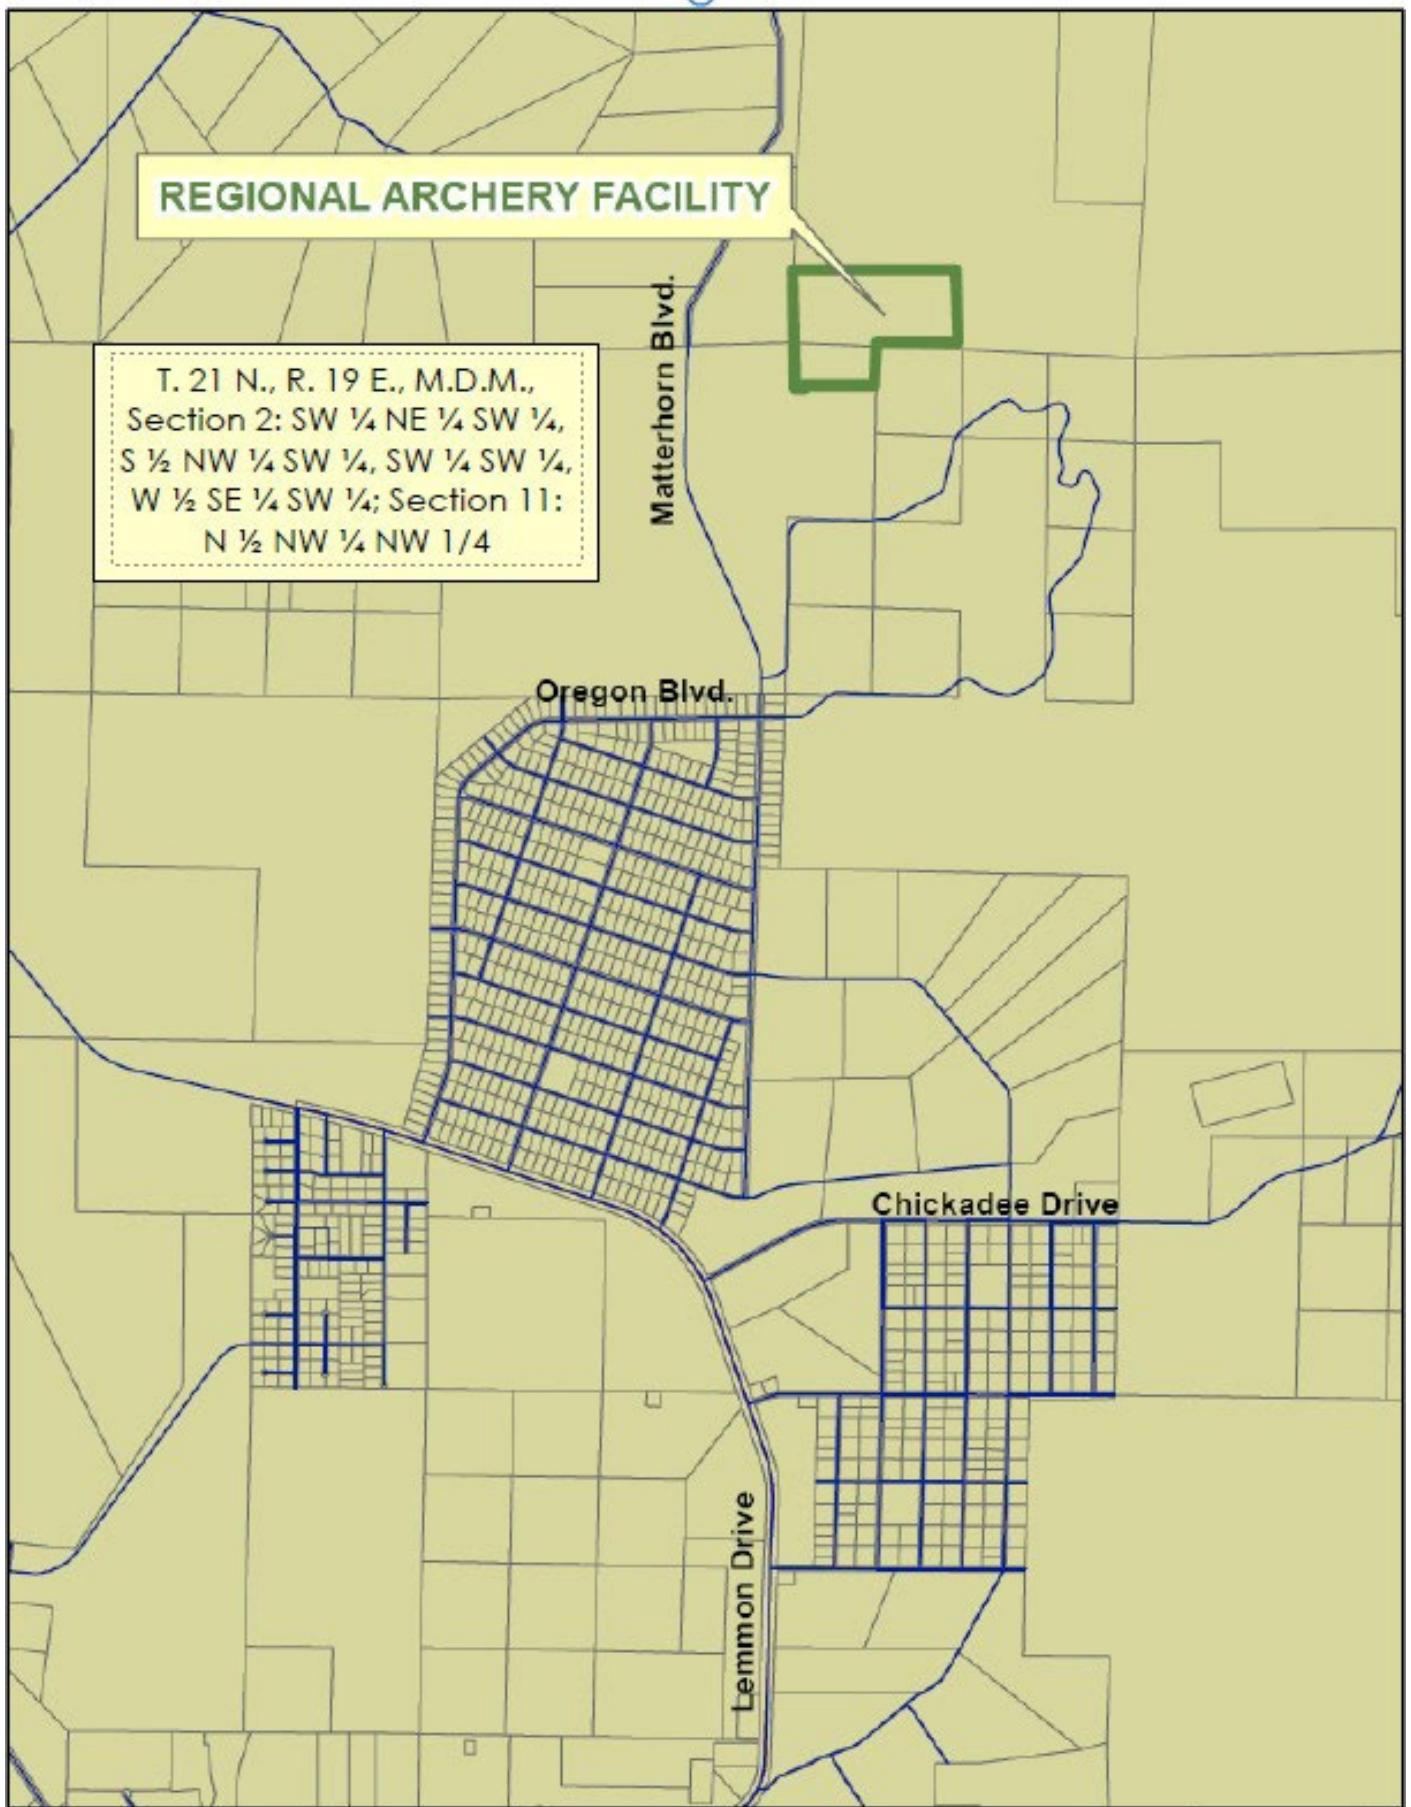 REGIONAL ARCHERY FACILITY
Matterhorn Blvd.
T. 21 N., R. 19 E., M.D.M.,
Section 2: SW ¼ NE ¼ SW ¼,
S ½ NW ¼ SW ¼, SW ¼ SW ¼,
W ½ SE ¼ SW ¼; Section 11:
N ½ NW ¼ NW 1/4
Oregon Blvd.
Chickadee Drive
Lemmon Drive